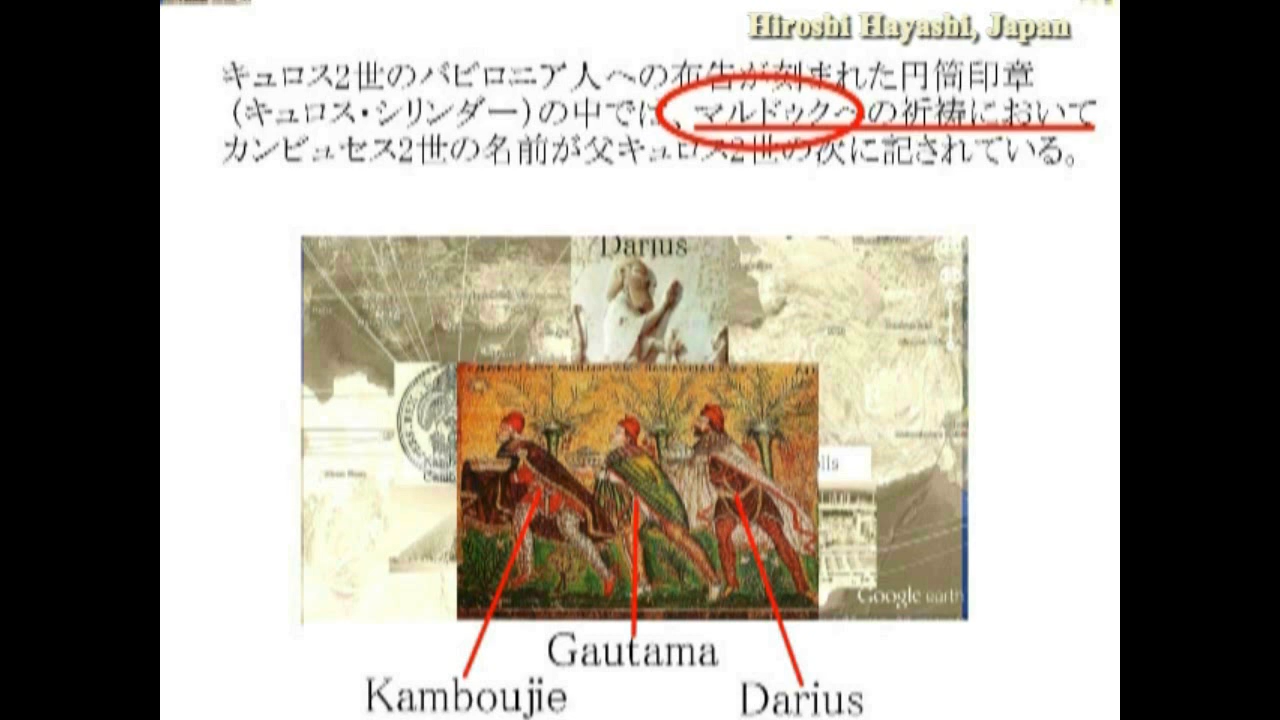 Hiroshi Hayashi, Japan
キュロス2世のバビロニア人への布告が刻まれた円筒印章
(キュロス・シリンダー)の中では、マルドゥクへの祈祷において
カンビュセス2世の名前が父キュロス2世の次に記されている。
Darius
lls
Google earth
Gautama
Kamboujie
Darius